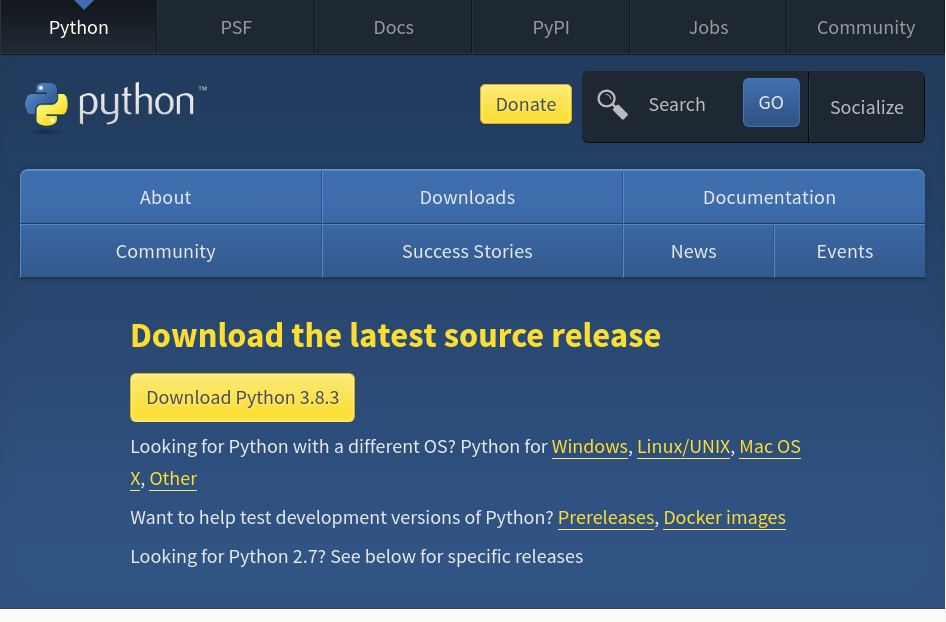 Python PSF Docs PyPI Jobs Community
python™ Donate Search GO Socialize
About Downloads Documentation
Community Success Stories News Events
Download the latest source release
Download Python 3.8.3
Looking for Python with a different OS? Python for Windows, Linux/UNIX, Mac OS
X, Other
Want to help test development versions of Python? Prereleases, Docker images
Looking for Python 2.7? See below for specific releases